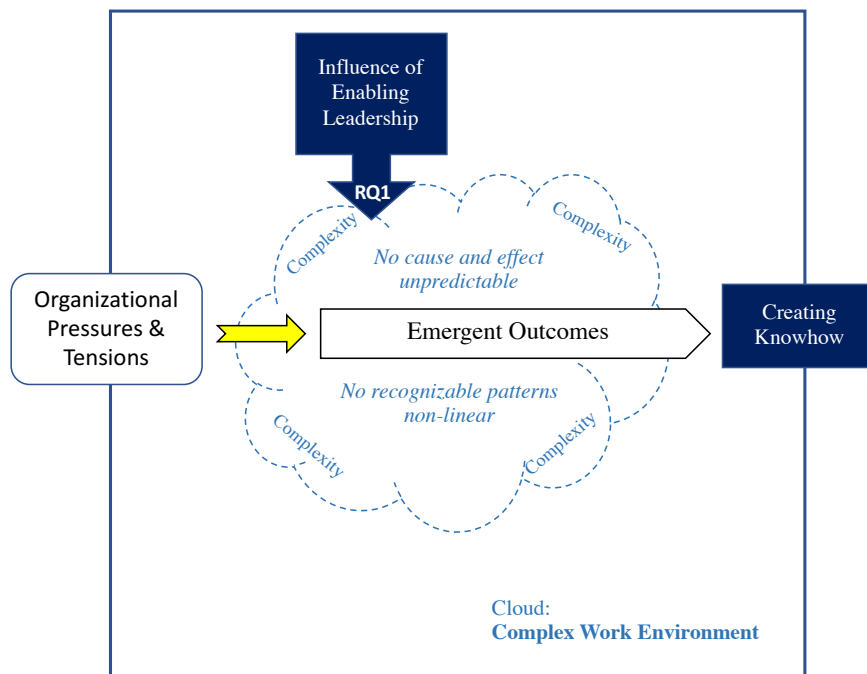 Influence of
Enabling
Leadership
RQ1
Complexity
Complexity
No cause and effect
unpredictable
Organizational
Pressures &
Tensions
Emergent Outcomes
Creating
Knowhow
No recognizable patterns
non-linear
Complexity
Complexity
Cloud:
Complex Work Environment